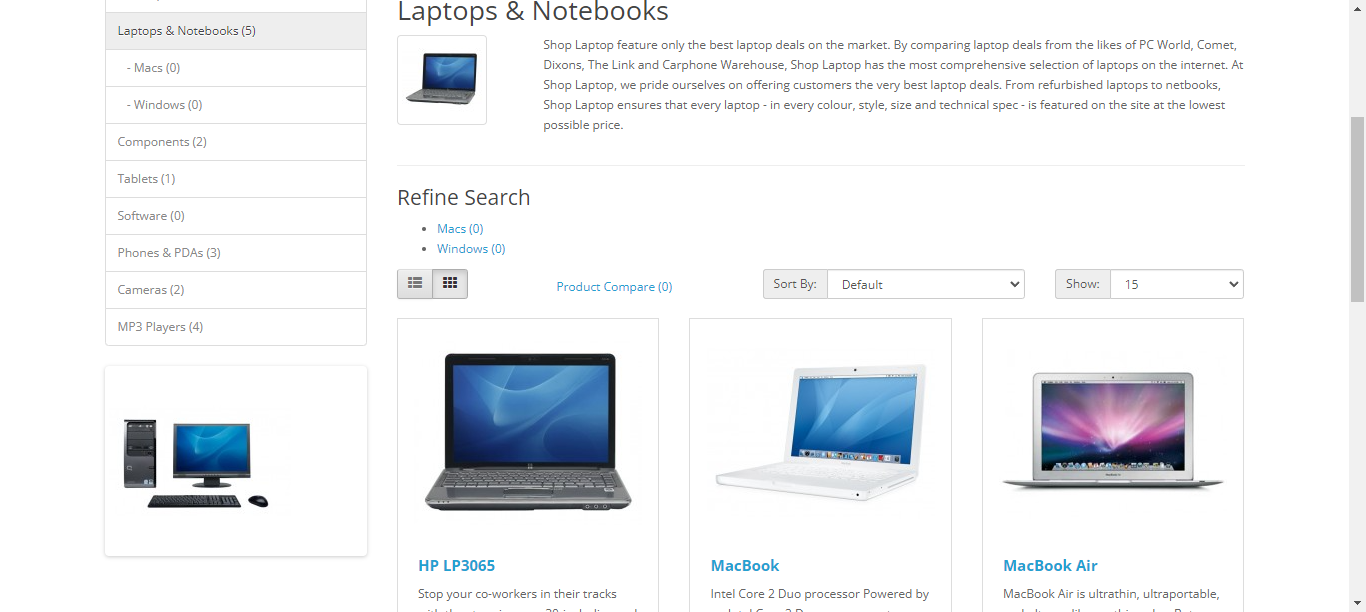 Laptops & Notebooks (5)
- Macs (0)
- Windows (0)
Components (2)
Tablets (1)
Software (0)
Phones & PDAs (3)
Cameras (2)
MP3 Players (4)
Laptops & Notebooks
Shop Laptop feature only the best laptop deals on the market. By comparing laptop deals from the likes of PC World, Comet,
Dixons, The Link and Carphone Warehouse, Shop Laptop has the most comprehensive selection of laptops on the internet. At
Shop Laptop, we pride ourselves on offering customers the very best laptop deals. From refurbished laptops to netbooks,
Shop Laptop ensures that every laptop - in every colour, style, size and technical spec - is featured on the site at the lowest
possible price.
Refine Search
Macs (0)
Windows (0)
Product Compare (0)
Sort By:
Default
Show:
15
HP LP3065
Stop your co-workers in their tracks
MacBook
Intel Core 2 Duo processor Powered by
MacBook Air
MacBook Air is ultrathin, ultraportable,